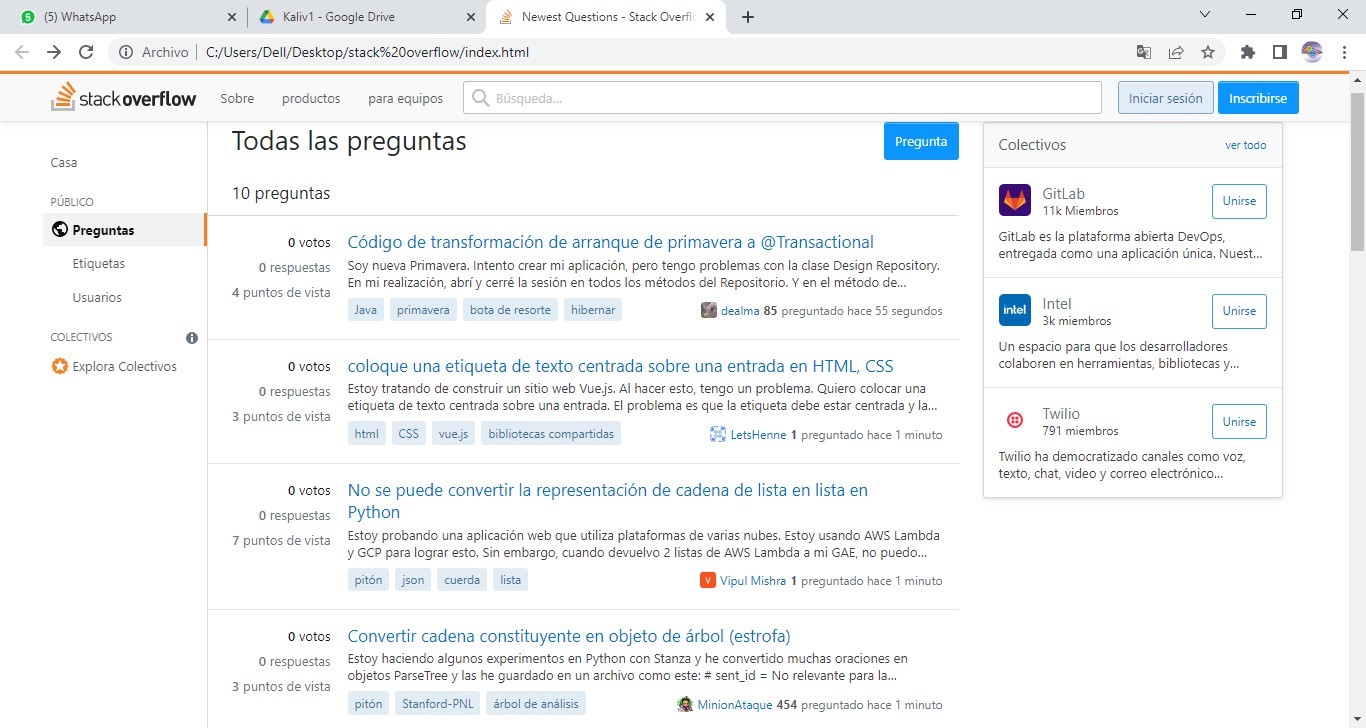 (5) WhatsApp
Kaliv1 - Google Drive
Newest Questions - Stack Overfl
Archivo
C:/Users/Dell/Desktop/stack%20overflow/index.html
stackoverflow
Sobre
productos
para equipos
Búsqueda...
Iniciar sesión
Inscribirse
Casa
PÚBLICO
Preguntas
Etiquetas
Usuarios
COLECTIVOS
Explora Colectivos
Todas las preguntas
Pregunta
10 preguntas
0 votos
0 respuestas
4 puntos de vista
Código de transformación de arranque de primavera a @Transactional
Soy nueva Primavera. Intento crear mi aplicación, pero tengo problemas con la clase Design Repository.
En mi realización, abrí y cerré la sesión en todos los métodos del Repositorio. Y en el método de...
Java primavera bota de resorte hibernar
dealma 85 preguntado hace 55 segundos
0 votos
0 respuestas
3 puntos de vista
coloque una etiqueta de texto centrada sobre una entrada en HTML, CSS
Estoy tratando de construir un sitio web Vue.js. Al hacer esto, tengo un problema. Quiero colocar una
etiqueta de texto centrada sobre una entrada. El problema es que la etiqueta debe estar centrada y la...
html CSS vue.js bibliotecas compartidas
LetsHenne 1 preguntado hace 1 minuto
0 votos
0 respuestas
7 puntos de vista
No se puede convertir la representación de cadena de lista en lista en
Python
Estoy probando una aplicación web que utiliza plataformas de varias nubes. Estoy usando AWS Lambda
y GCP para lograr esto. Sin embargo, cuando devuelvo 2 listas de AWS Lambda a mi GAE, no puedo...
pitón json cuerda lista
V Vipul Mishra 1 preguntado hace 1 minuto
0 votos
0 respuestas
3 puntos de vista
Convertir cadena constituyente en objeto de árbol (estrofa)
Estoy haciendo algunos experimentos en Python con Stanza y he convertido muchas oraciones en
objetos ParseTree y las he guardado en un archivo como este: # sent_id = No relevante para la...
pitón Stanford-PNL árbol de análisis
MinionAtaque 454 preguntado hace 1 minuto
Colectivos
ver todo
GitLab
11k Miembros
Unirse
GitLab es la plataforma abierta DevOps,
entregada como una aplicación única. Nuest...
intel
Intel
3k miembros
Unirse
Un espacio para que los desarrolladores
colaboren en herramientas, bibliotecas y...
Twilio
791 miembros
Unirse
Twilio ha democratizado canales como voz,
texto, chat, video y correo electrónico...